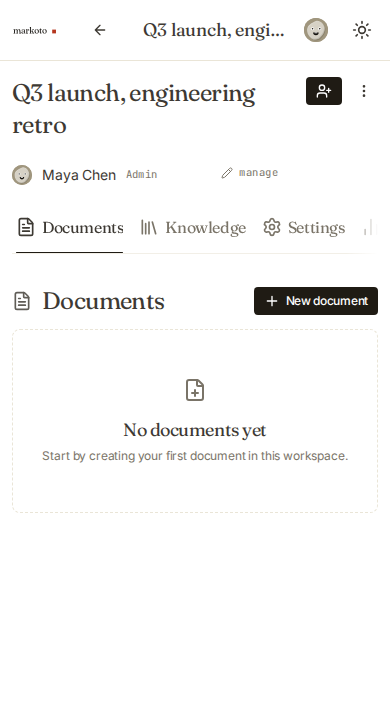 markoto
Q3 launch, engi...
Q3 launch, engineering
retro
Maya Chen Admin
manage
Documents Knowledge Settings
Documents
New document
No documents yet
Start by creating your first document in this workspace.